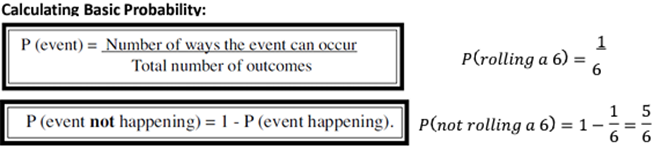 Calculating Basic Probability:
P (event) = Number of ways the event can occur
Total number of outcomes
P(rolling a 6) = 1
6
P (event not happening) = 1 - P (event happening).
P(not rolling a 6) = 1 − 1/6 = 5/6